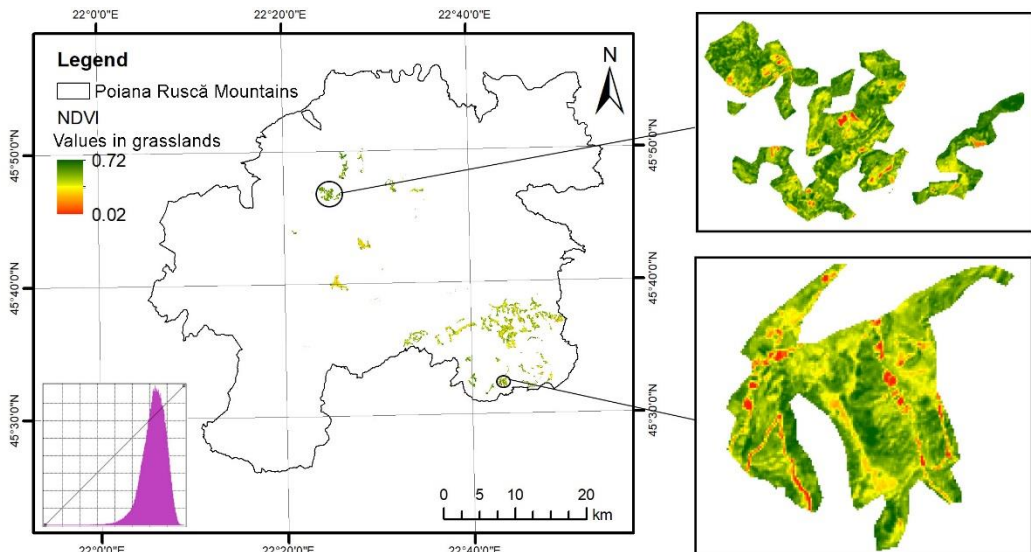 22°0'0"E 22°20'0"E 22°40'0"E
Legend
Poiana Ruscă Mountains
NDVI
Values in grasslands
0.72
0.02
N
45°50'0"N
45°40'0"N
45°30'0"N
45°50'0"N
45°40'0"N
45°30'0"N
0 5 10 20
km
22°0'0"E 22°20'0"E 22°40'0"E